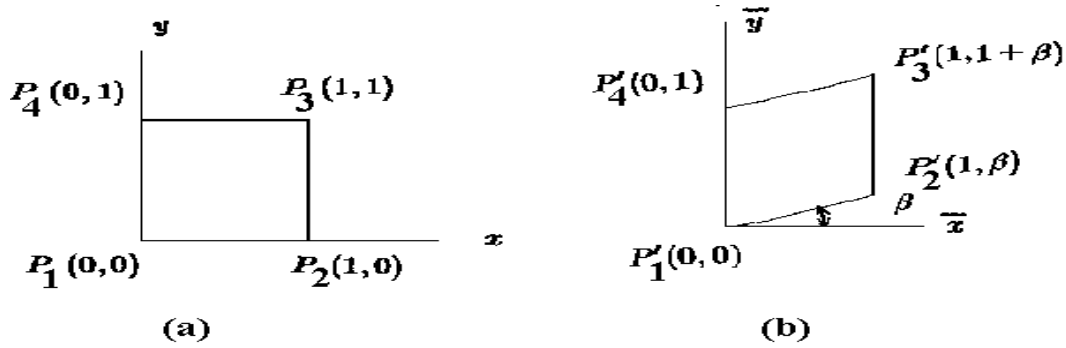 y
P₄ (0, 1)
P₃ (1, 1)
P₁ (0, 0)
P₂ (1, 0)
x
(a)
y̅
P′₄ (0, 1)
P′₃ (1, 1 + β)
P′₂ (1, β)
β
x̅
P′₁ (0, 0)
(b)